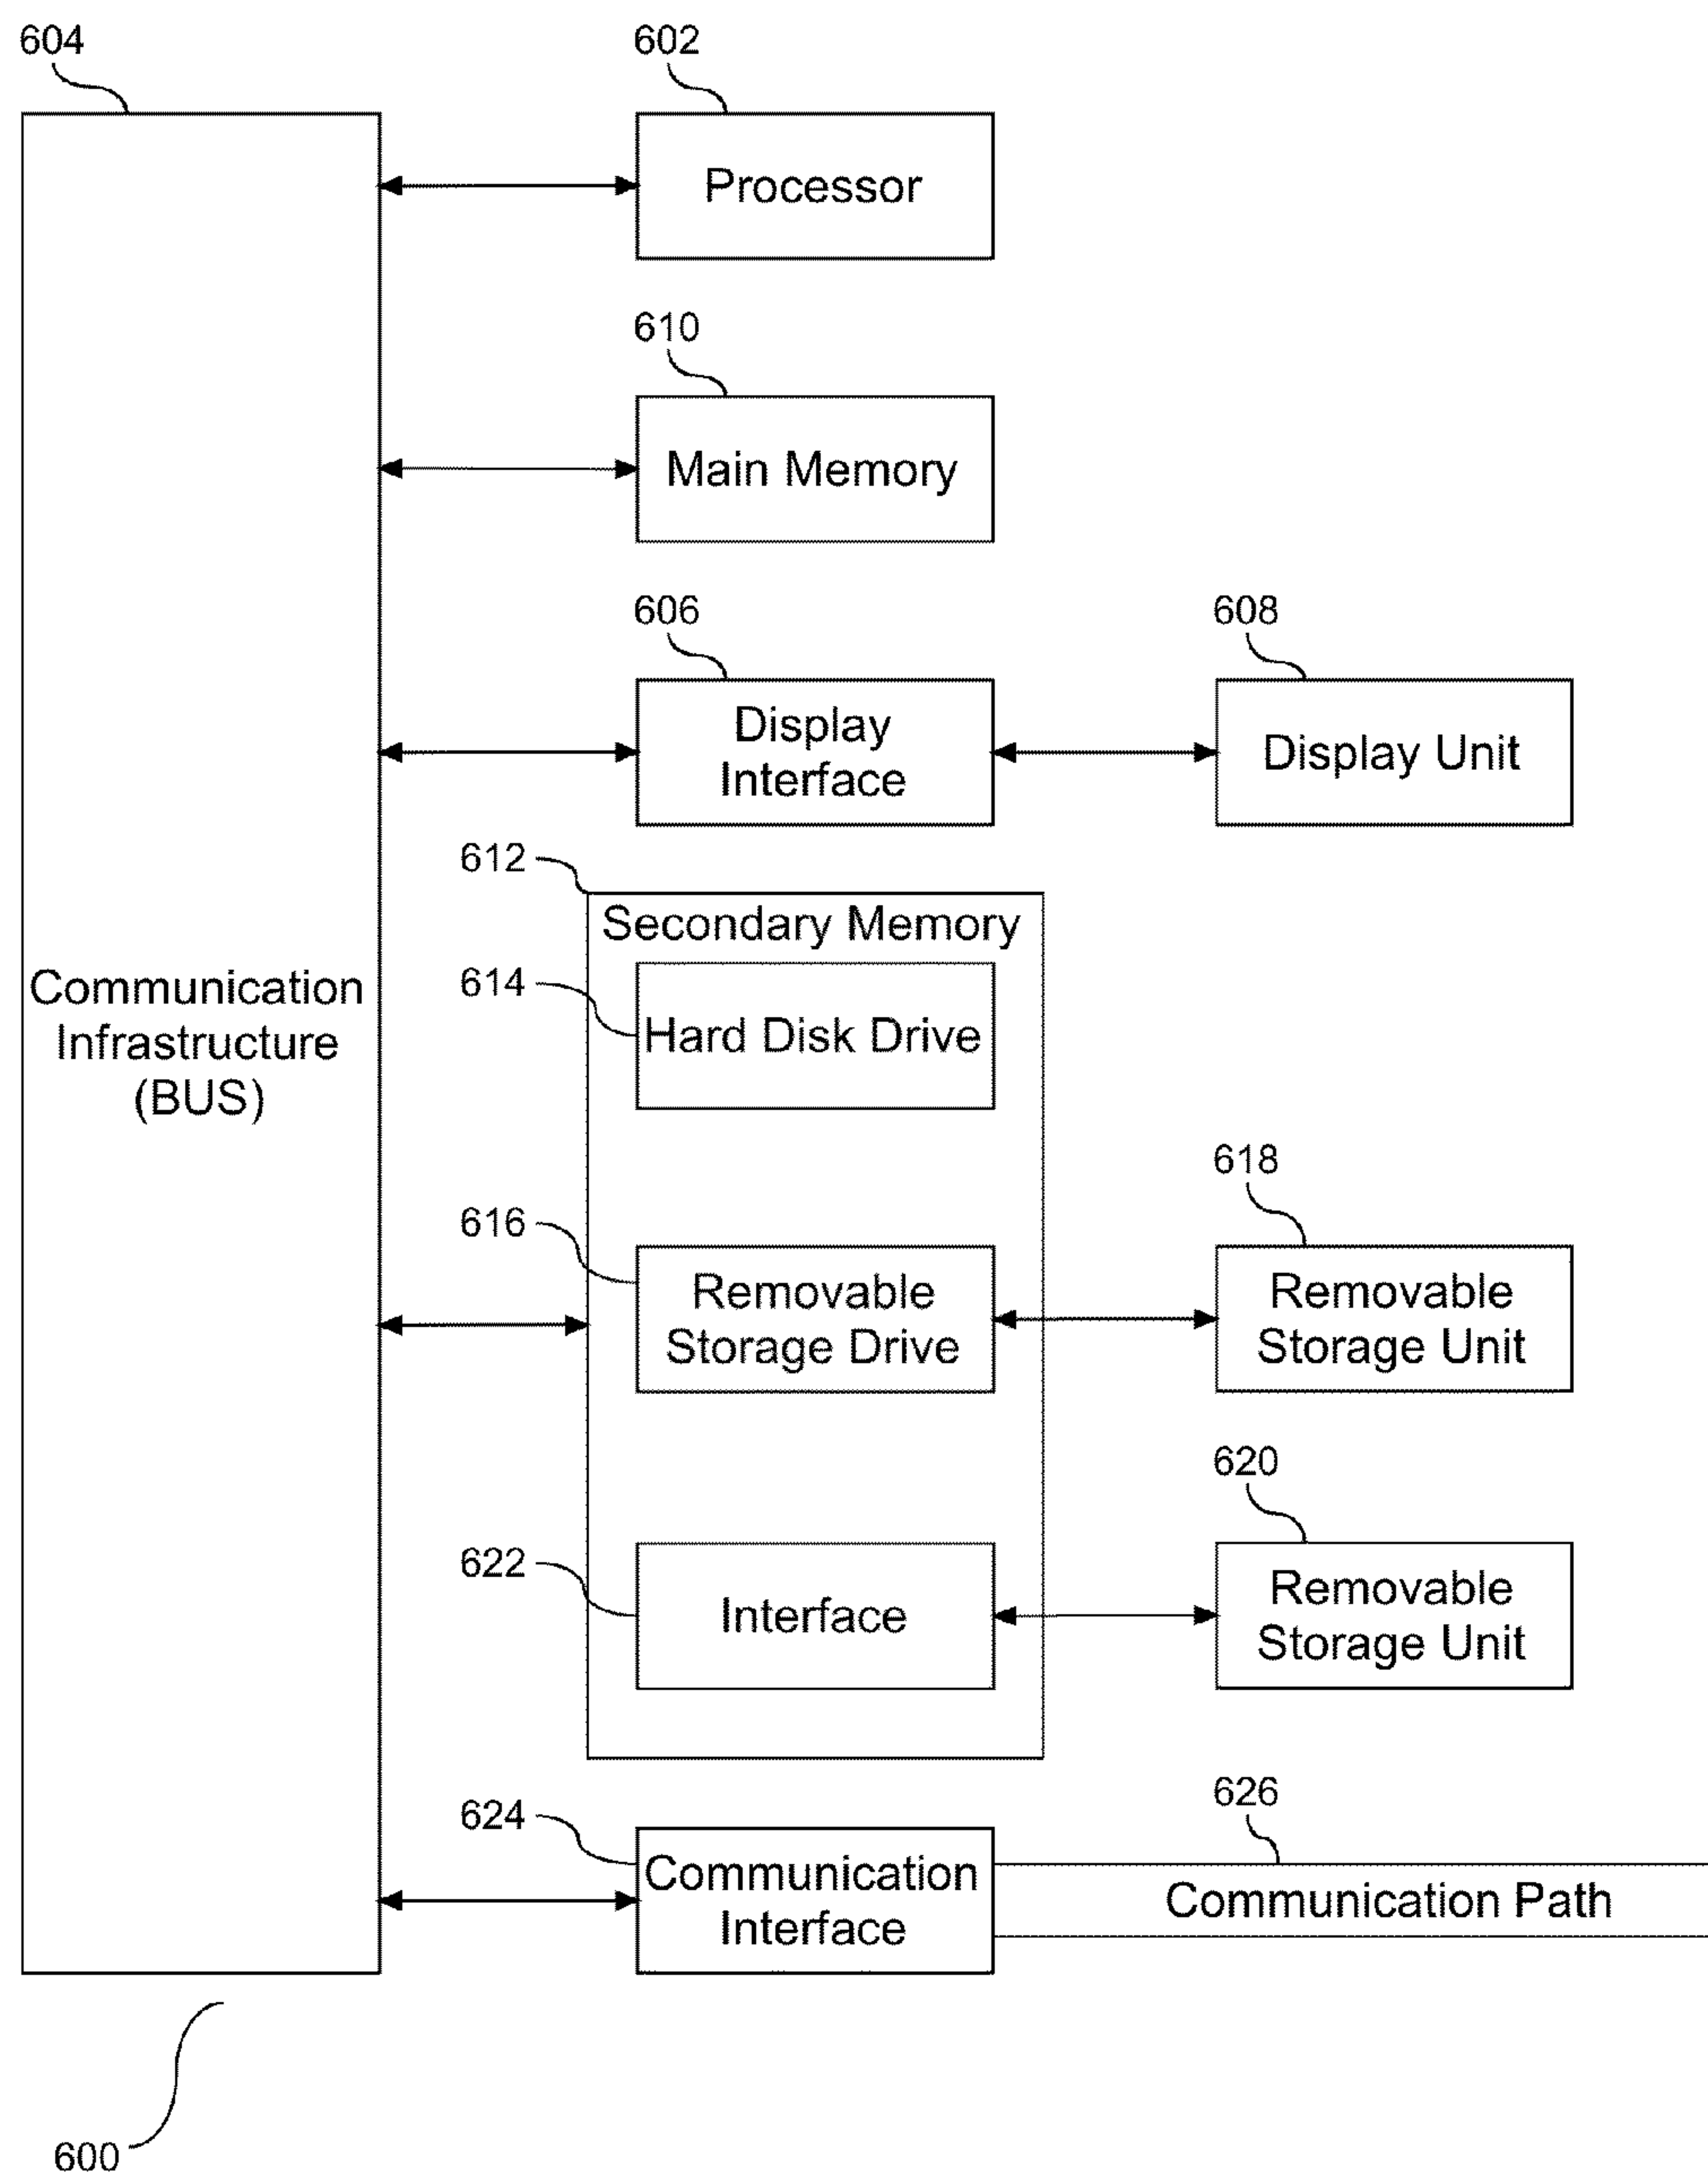 604
602
Processor
610
Main Memory
606
608
Display
Interface
Display Unit
612
Secondary Memory
614
Hard Disk Drive
Communication
Infrastructure
(BUS)
618
616
Removable
Storage Drive
Removable
Storage Unit
620
622
Interface
Removable
Storage Unit
624
626
Communication
Interface
Communication Path
600